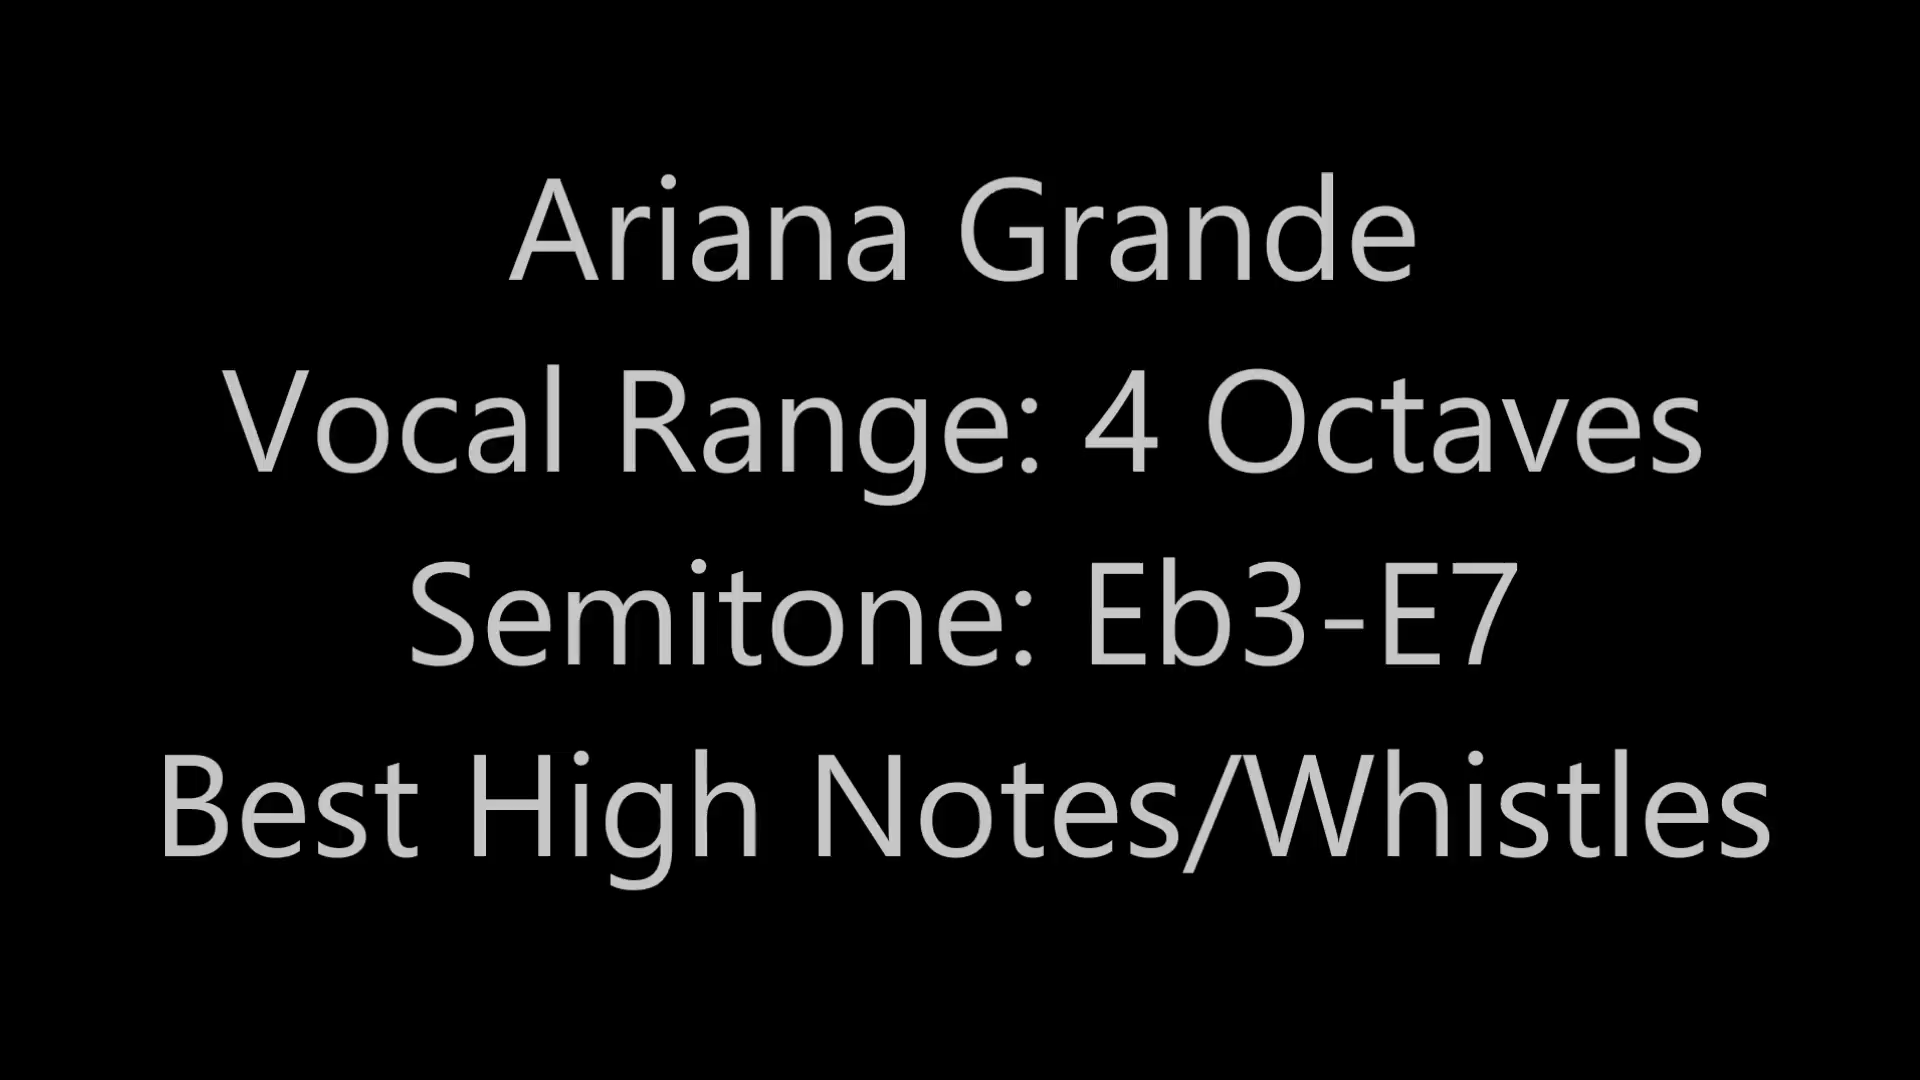 Ariana Grande
Vocal Range: 4 Octaves
Semitone: Eb3-E7
Best High Notes/Whistles